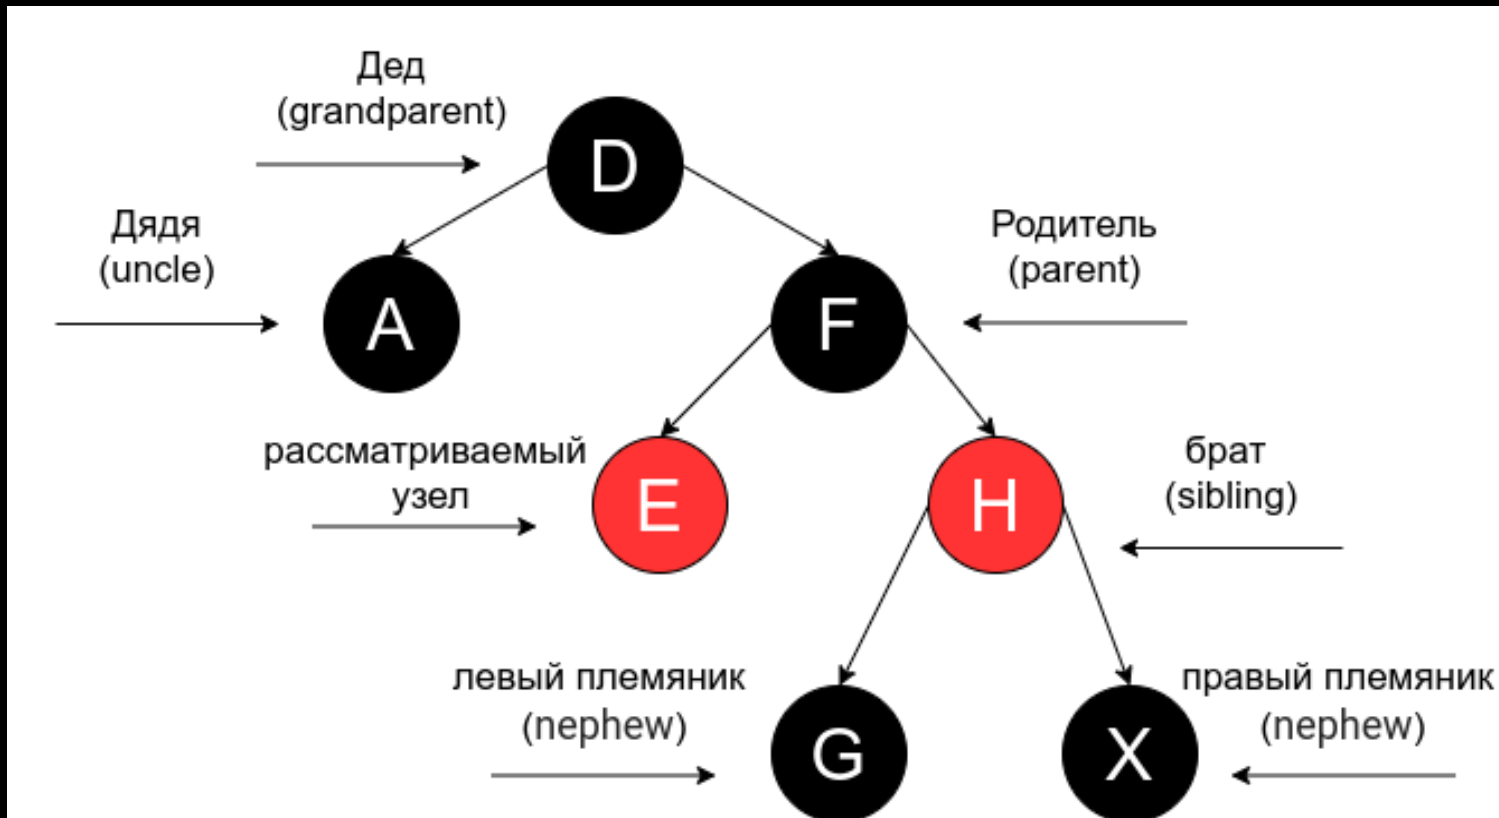 Дед
(grandparent)
D
Дядя
(uncle)
Родитель
(parent)
A
F
рассматриваемый
узел
E
H
брат
(sibling)
левый племяник
(nephew)
G
X
правый племяник
(nephew)